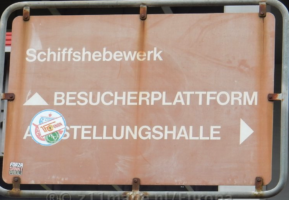 Schiffshebewerk
BESUCHERPLATTFORM
A STELLUNGSHALLE